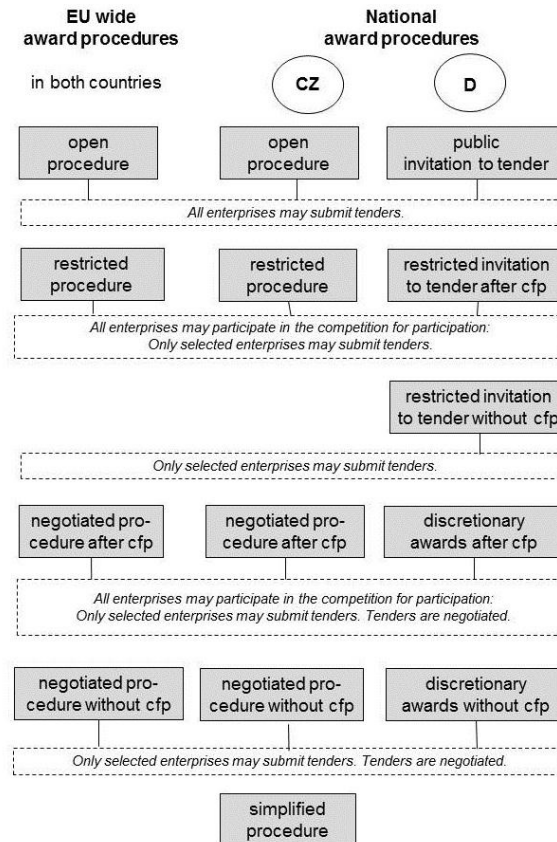 EU wide
award procedures
National
award procedures
in both countries
CZ
D
open
procedure
open
procedure
public
invitation to tender
All enterprises may submit tenders.
restricted
procedure
restricted
procedure
restricted invitation
to tender after cfp
All enterprises may participate in the competition for participation:
Only selected enterprises may submit tenders.
restricted invitation
to tender without cfp
Only selected enterprises may submit tenders.
negotiated pro-
cedure after cfp
negotiated pro-
cedure after cfp
discretionary
awards after cfp
All enterprises may participate in the competition for participation:
Only selected enterprises may submit tenders. Tenders are negotiated.
negotiated pro-
cedure without cfp
negotiated pro-
cedure without cfp
discretionary
awards without cfp
Only selected enterprises may submit tenders. Tenders are negotiated.
simplified
procedure